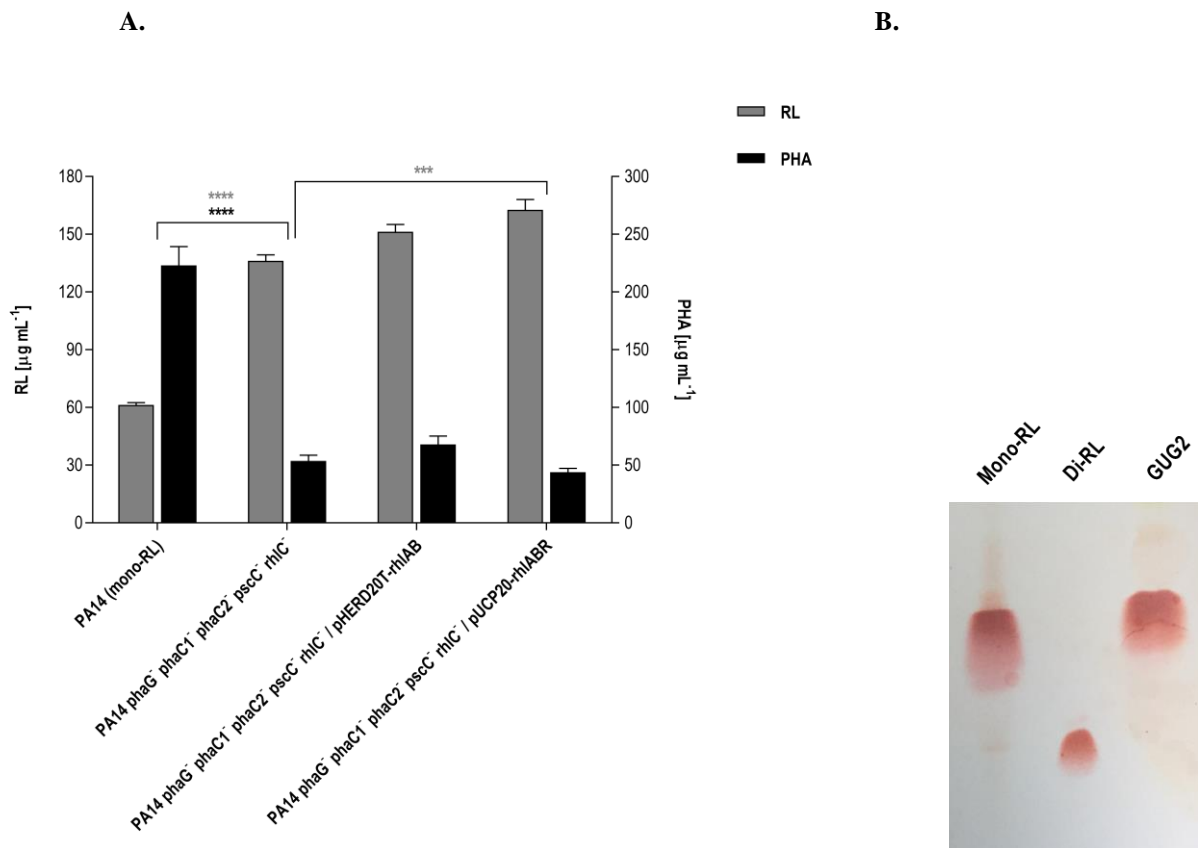 A.
B.
RL
PHA
****
****
***
180
150
120
90
60
30
0
RL [µg mL⁻¹]
300
250
200
150
100
50
0
PHA [µg mL⁻¹]
PA14 (mono-RL)
PA14 phaG⁻ phaC1⁻ phaC2⁻ pscC⁻ rhlC⁻
PA14 phaG⁻ phaC1⁻ phaC2⁻ pscC⁻ rhlC⁻ / pHERD20T-rhlAB
PA14 phaG⁻ phaC1⁻ phaC2⁻ pscC⁻ rhlC⁻ / pUCP20-rhlABR
Mono-RL
Di-RL
GUG2